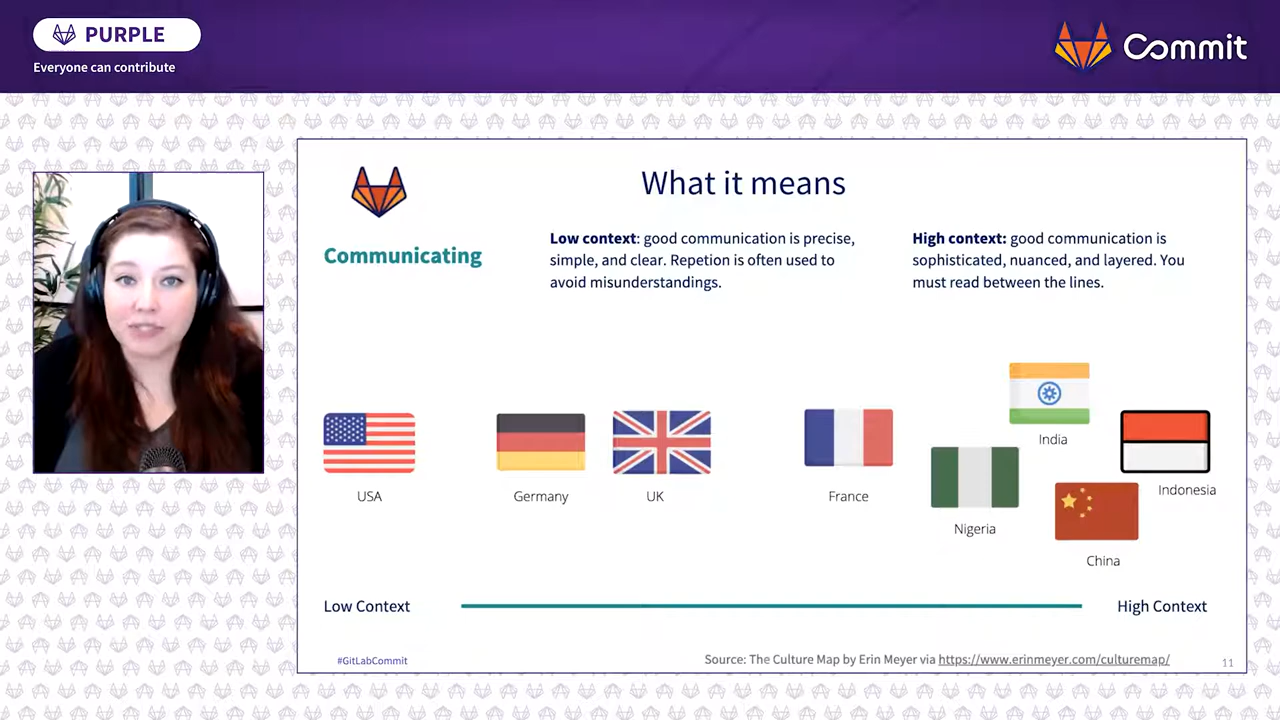 PURPLE
Everyone can contribute
Commit
What it means
Communicating
Low context: good communication is precise,
simple, and clear. Repetion is often used to
avoid misunderstandings.
High context: good communication is
sophisticated, nuanced, and layered. You
must read between the lines.
USA
Germany
UK
France
Nigeria
India
China
Indonesia
Low Context
High Context
#GitLabCommit
Source: The Culture Map by Erin Meyer via https://www.erinmeyer.com/culturemap/
11